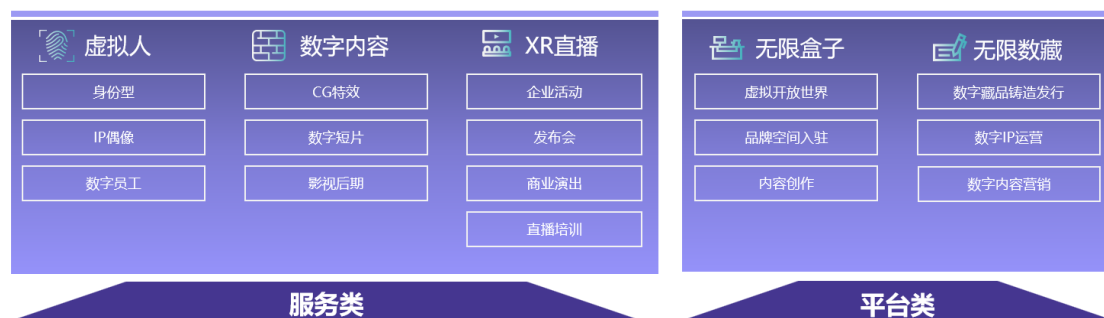 虚拟人
身份型
IP偶像
数字员工
数字内容
CG特效
数字短片
影视后期
XR直播
企业活动
发布会
商业演出
直播培训
服务类
无限盒子
虚拟开放世界
品牌空间入驻
内容创作
无限数藏
数字藏品铸造发行
数字IP运营
数字内容营销
平台类